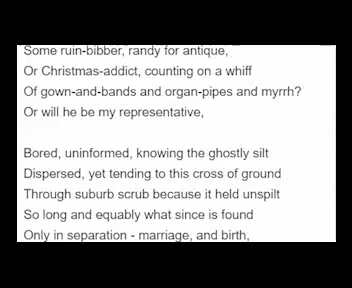 Some ruin-bibber, randy for antique,
Or Christmas-addict, counting on a whiff
Of gown-and-bands and organ-pipes and myrrh?
Or will he be my representative,
Bored, uninformed, knowing the ghostly silt
Dispersed, yet tending to this cross of ground
Through suburb scrub because it held unspilt
So long and equably what since is found
Only in separation - marriage, and birth,